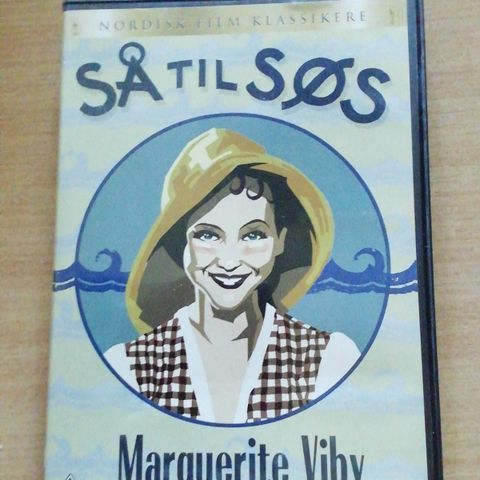 NORDISK FILM KLASSIKERE
SÅ TIL SØS
Marguerite Viby